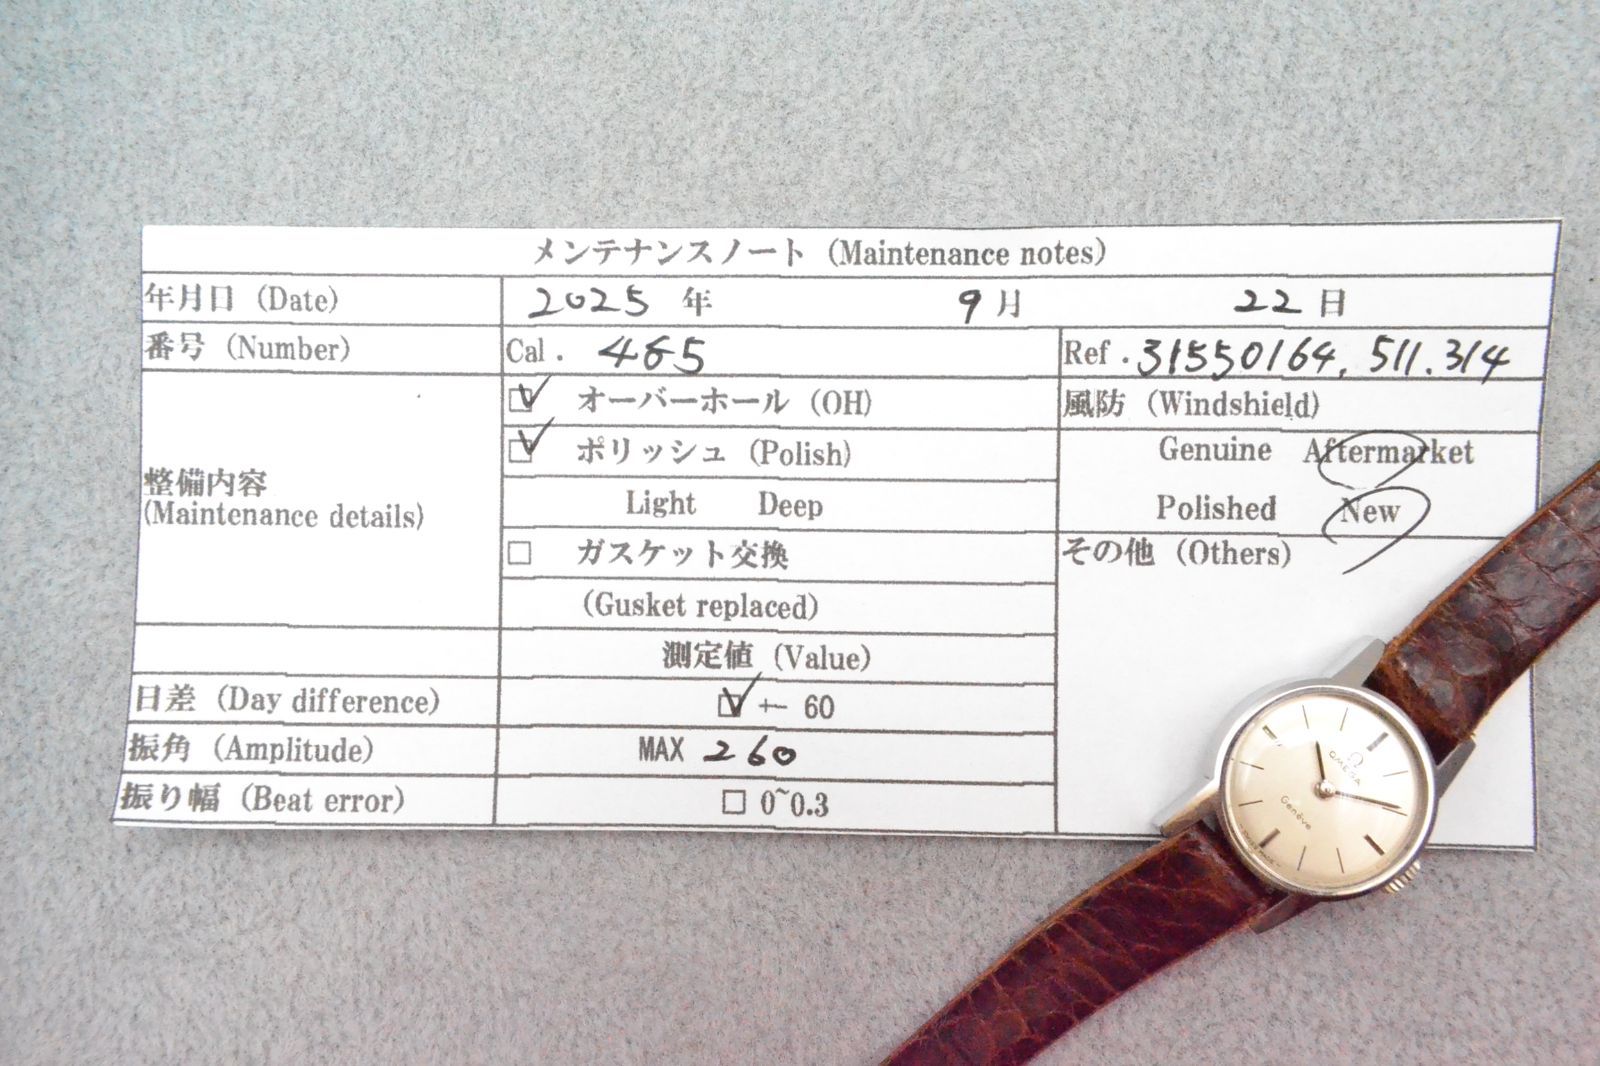 メンテナンスノート (Maintenance notes)
年月日 (Date) 2025 年 9 月 22 日
番号 (Number) Cal. 485 Ref. 31550164. 511.314
整備内容
(Maintenance details)
オーバーホール (OH)
ポリッシュ (Polish)
Light Deep
ガスケット交換
(Gusket replaced)
風防 (Windshield)
Genuine Aftermarket
Polished New
その他 (Others)
測定値 (Value)
日差 (Day difference) +- 60
振角 (Amplitude) MAX 260
振り幅 (Beat error) 0~0.3
Ω
OMEGA
Genève